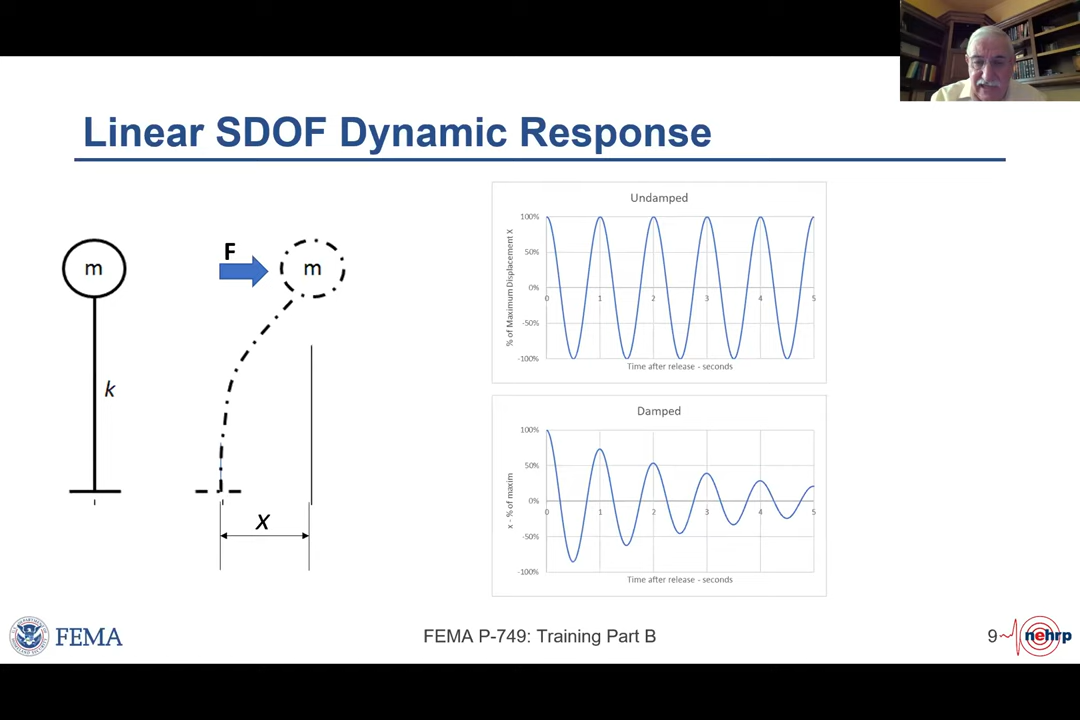 Linear SDOF Dynamic Response
m
k
F
m
x
Undamped
% of Maximum Displacement X
100%
50%
0%
-50%
-100%
0 1 2 3 4 5
Time after release - seconds
Damped
x - % of maxim
100%
50%
0%
-50%
-100%
0 1 2 3 4 5
Time after release - seconds
FEMA
FEMA P-749: Training Part B
9
nehrp